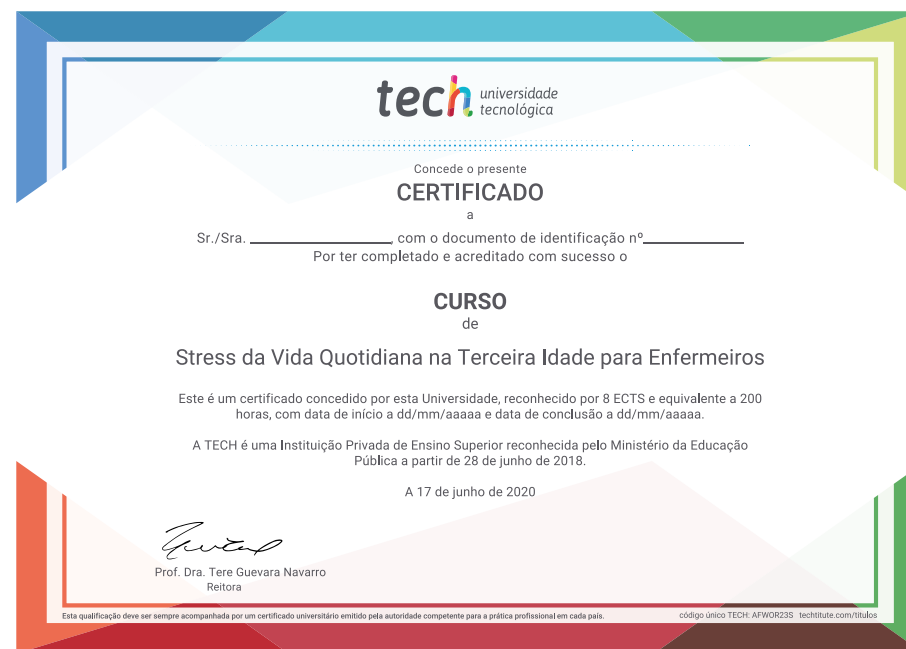 tech universidade
tecnológica
Concede o presente
CERTIFICADO
a
Sr./Sra. ________________, com o documento de identificação nº____________
Por ter completado e acreditado com sucesso o
CURSO
de
Stress da Vida Quotidiana na Terceira Idade para Enfermeiros
Este é um certificado concedido por esta Universidade, reconhecido por 8 ECTS e equivalente a 200
horas, com data de início a dd/mm/aaaaa e data de conclusão a dd/mm/aaaaa.
A TECH é uma Instituição Privada de Ensino Superior reconhecida pelo Ministério da Educação
Pública a partir de 28 de junho de 2018.
A 17 de junho de 2020
Prof. Dra. Tere Guevara Navarro
Reitora
Esta qualificação deve ser sempre acompanhada por um certificado universitário emitido pela autoridade competente para a prática profissional em cada país.
código único TECH: AFWOR23S techtitute.com/titulos